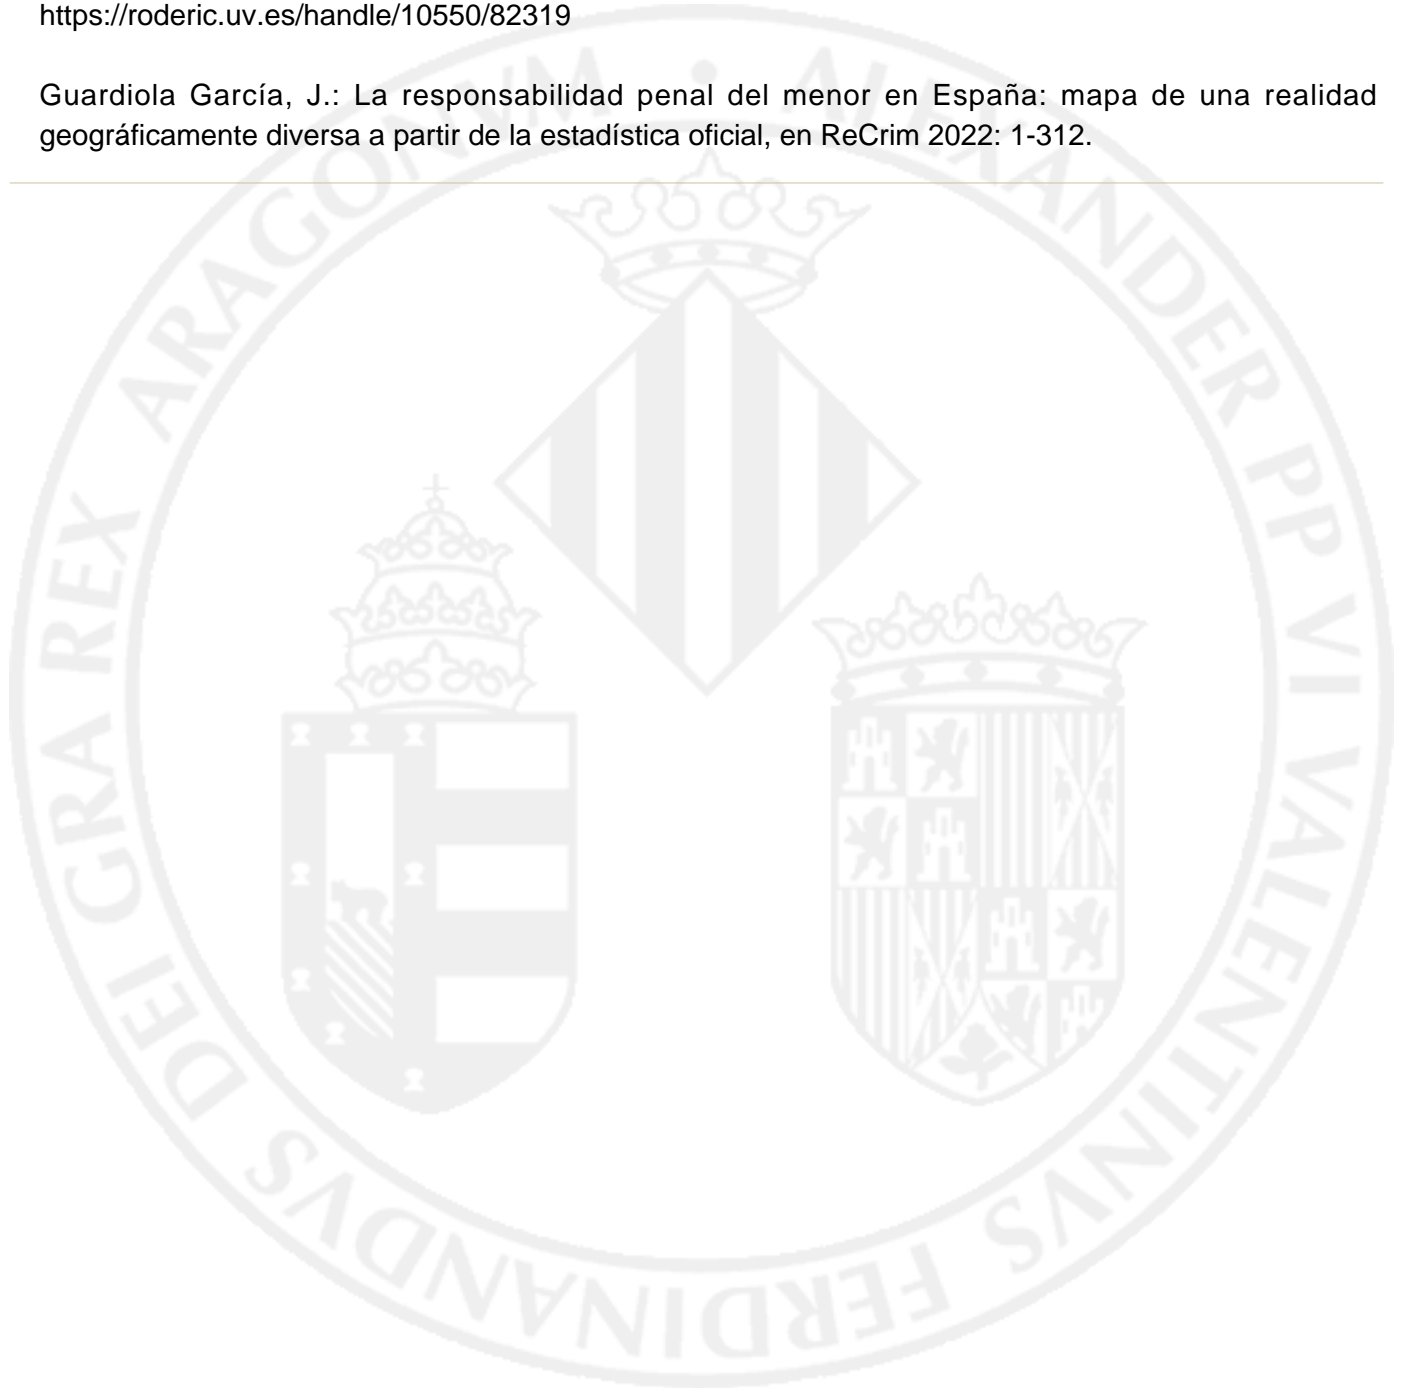 https://roderic.uv.es/handle/10550/82319
Guardiola García, J.: La responsabilidad penal del menor en España: mapa de una realidad
geográficamente diversa a partir de la estadística oficial, en ReCrim 2022: 1-312.
ALEXANDER PP VI VALENTINVS FERDINANDVS DEI GRA REX ARAGONVM